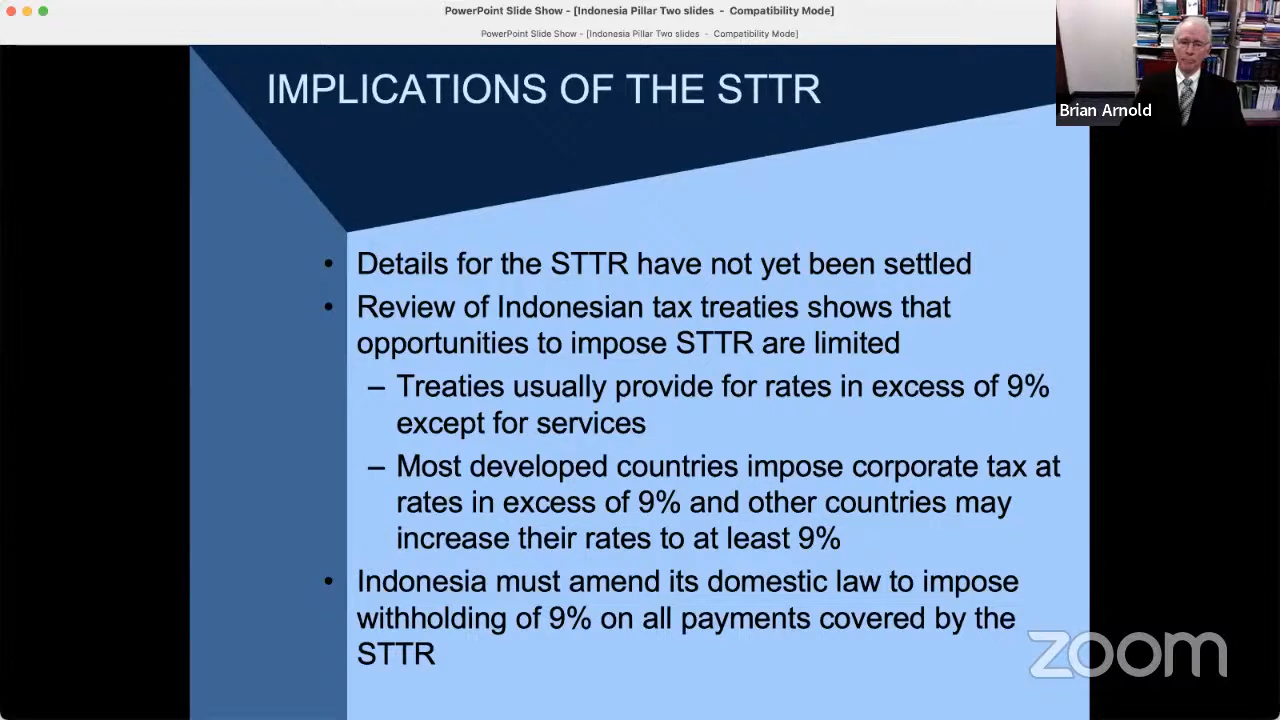 PowerPoint Slide Show - [Indonesia Pillar Two slides - Compatibility Mode]
PowerPoint Slide Show - [Indonesia Pillar Two slides - Compatibility Mode]
Brian Arnold
IMPLICATIONS OF THE STTR
• Details for the STTR have not yet been settled
• Review of Indonesian tax treaties shows that
opportunities to impose STTR are limited
– Treaties usually provide for rates in excess of 9%
except for services
– Most developed countries impose corporate tax at
rates in excess of 9% and other countries may
increase their rates to at least 9%
• Indonesia must amend its domestic law to impose
withholding of 9% on all payments covered by the
STTR
zoom